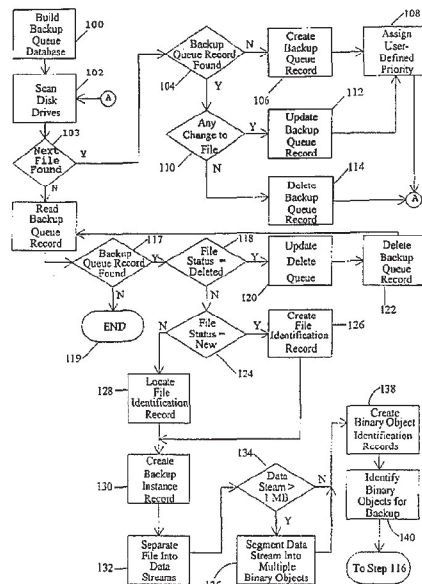 Build
Backup
Queue
Database
100
Scan
Disk
Drives
102
A
103
Next
File
Found
Y
N
Backup
Queue Record
Found
104
N
Y
Create
Backup
Queue
Record
106
108
Assign
User-
Defined
Priority
Any
Change to
File
110
Y
N
112
Update
Backup
Queue
Record
114
Delete
Backup
Queue
Record
A
Read
Backup
Queue
Record
117
Backup
Queue Record
Found
Y
N
END
119
118
File
Status =
Deleted
Y
N
Update
Delete
Queue
120
Delete
Backup
Queue
Record
122
File
Status =
New
124
N
Y
Create
File
Identification
Record
126
128
Locate
File
Identification
Record
Create
Backup
Instance
Record
130
Separate
File Into
Data
Streams
132
134
Data
Steam >
1 MB
N
Y
Segment Data
Stream Into
Multiple
Binary Objects
136
138
Create
Binary Object
Identification
Records
Identify
Binary
Objects for
Backup
140
To Step 116